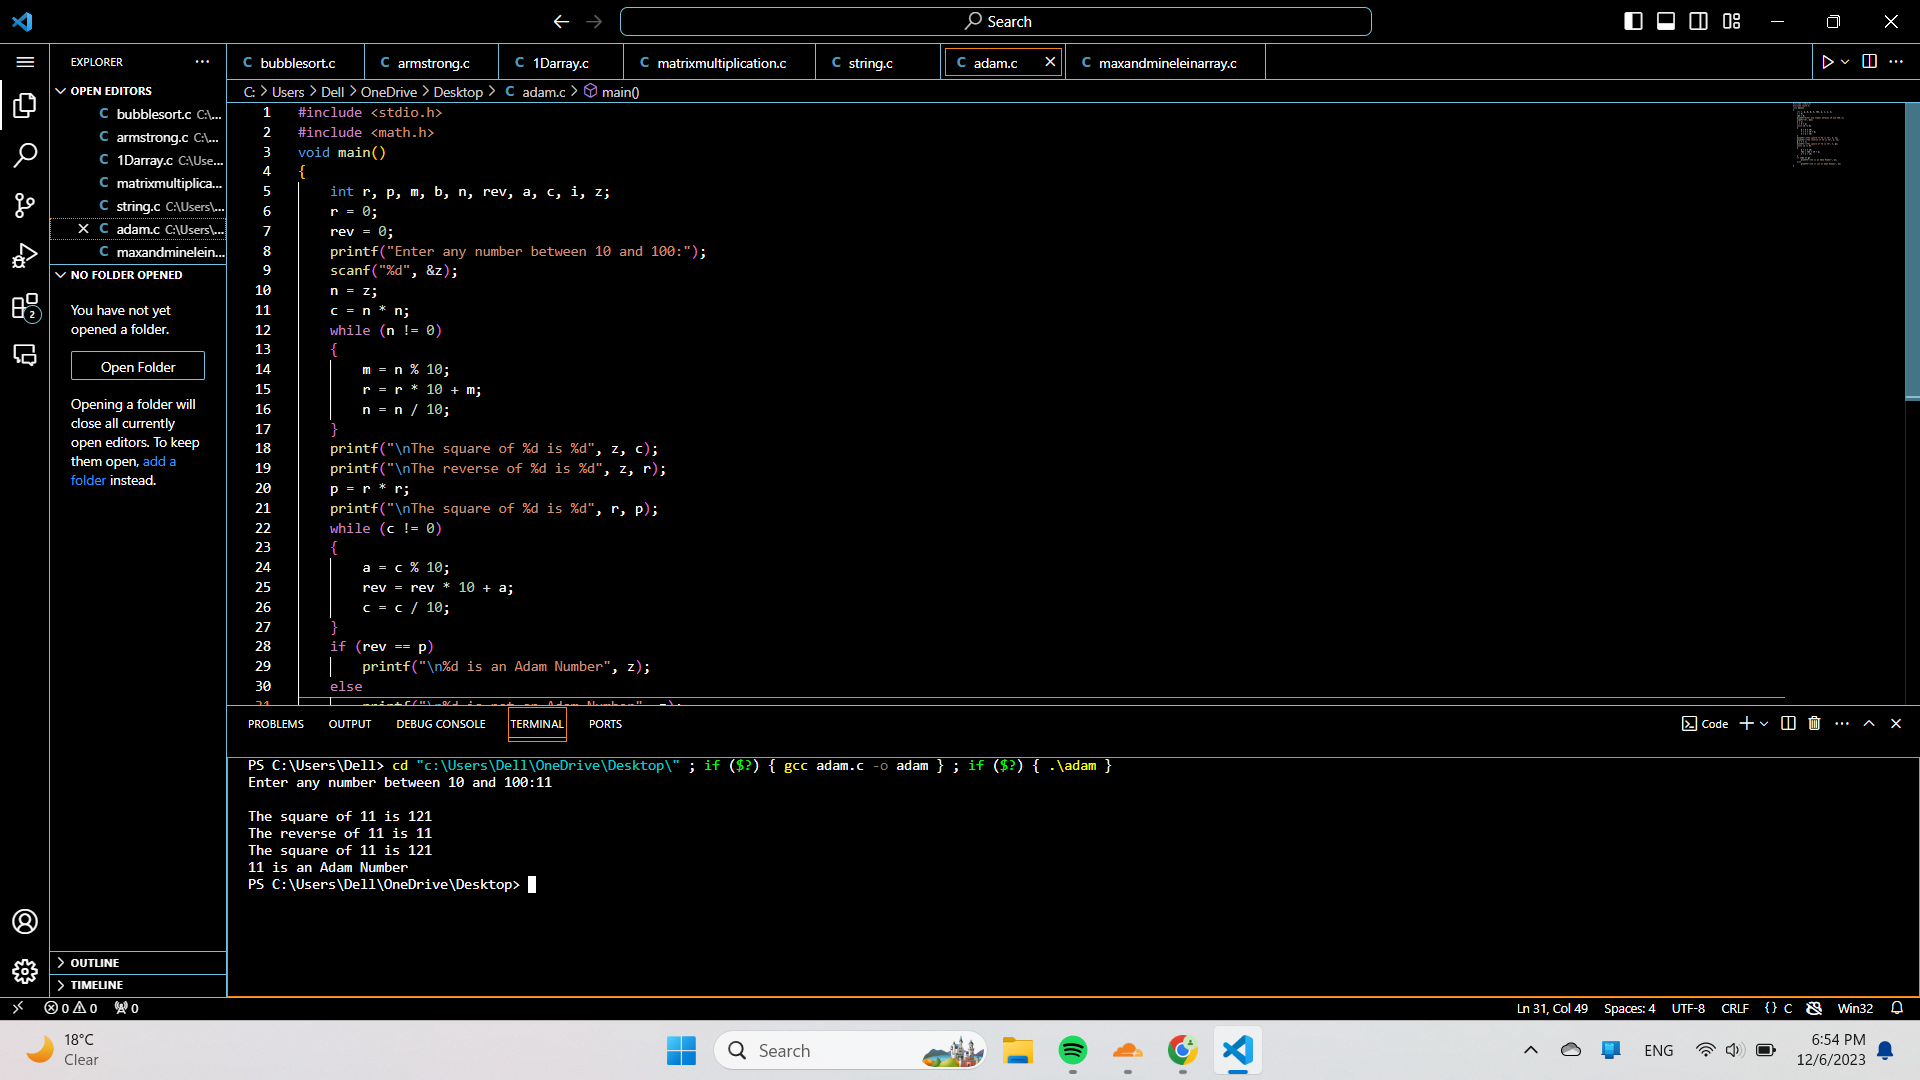 Search
EXPLORER
bubblesort.c
armstrong.c
1Darray.c
matrixmultiplication.c
string.c
adam.c
maxandmineleinarray.c
OPEN EDITORS
bubblesort.c C:\...
armstrong.c C:\...
1Darray.c C:\Use...
matrixmultiplica...
string.c C:\Users\...
adam.c C:\Users\...
maxandminelein...
NO FOLDER OPENED
You have not yet
opened a folder.
Open Folder
Opening a folder will
close all currently
open editors. To keep
them open, add a
folder instead.
OUTLINE
TIMELINE
C: > Users > Dell > OneDrive > Desktop > C adam.c > main()
1 #include <stdio.h>
2 #include <math.h>
3 void main()
4 {
5 int r, p, m, b, n, rev, a, c, i, z;
6 r = 0;
7 rev = 0;
8 printf("Enter any number between 10 and 100:");
9 scanf("%d", &z);
10 n = z;
11 c = n * n;
12 while (n != 0)
13 {
14 m = n % 10;
15 r = r * 10 + m;
16 n = n / 10;
17 }
18 printf("\nThe square of %d is %d", z, c);
19 printf("\nThe reverse of %d is %d", z, r);
20 p = r * r;
21 printf("\nThe square of %d is %d", r, p);
22 while (c != 0)
23 {
24 a = c % 10;
25 rev = rev * 10 + a;
26 c = c / 10;
27 }
28 if (rev == p)
29 printf("\n%d is an Adam Number", z);
30 else
31 printf("\n%d is not an Adam Number", z);
PROBLEMS OUTPUT DEBUG CONSOLE TERMINAL PORTS
Code
PS C:\Users\Dell> cd "c:\Users\Dell\OneDrive\Desktop\" ; if ($?) { gcc adam.c -o adam } ; if ($?) { .\adam }
Enter any number between 10 and 100:11
The square of 11 is 121
The reverse of 11 is 11
The square of 11 is 121
11 is an Adam Number
PS C:\Users\Dell\OneDrive\Desktop>
2
0 0 0
Ln 31, Col 49 Spaces: 4 UTF-8 CRLF {} C Win32
18°C
Clear
Search
ENG
6:54 PM
12/6/2023